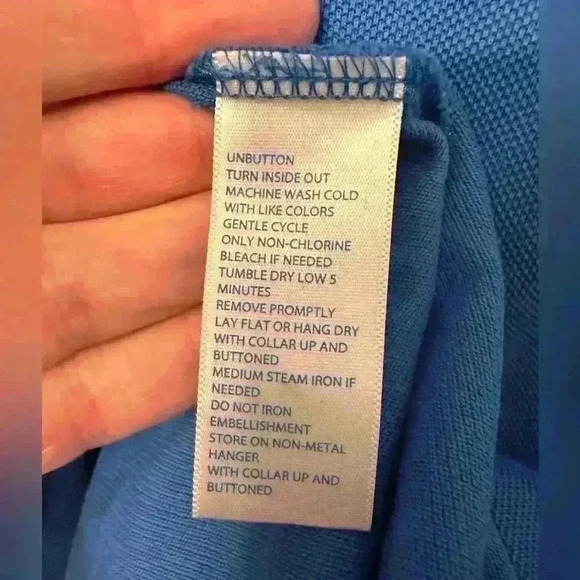 UNBUTTON
TURN INSIDE OUT
MACHINE WASH COLD
WITH LIKE COLORS
GENTLE CYCLE
ONLY NON-CHLORINE
BLEACH IF NEEDED
TUMBLE DRY LOW 5
MINUTES
REMOVE PROMPTLY
LAY FLAT OR HANG DRY
WITH COLLAR UP AND
BUTTONED
MEDIUM STEAM IRON IF
NEEDED
DO NOT IRON
EMBELLISHMENT
STORE ON NON-METAL
HANGER
WITH COLLAR UP AND
BUTTONED